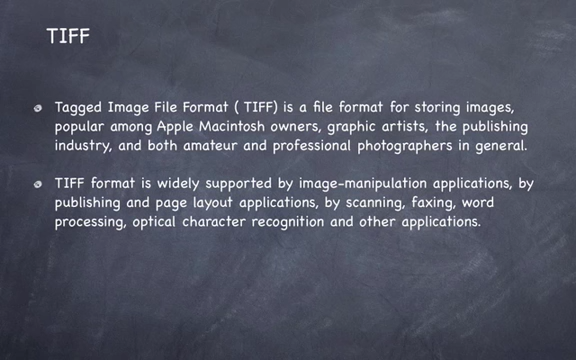 TIFF
Tagged Image File Format ( TIFF) is a file format for storing images,
popular among Apple Macintosh owners, graphic artists, the publishing
industry, and both amateur and professional photographers in general.
TIFF format is widely supported by image-manipulation applications, by
publishing and page layout applications, by scanning, faxing, word
processing, optical character recognition and other applications.